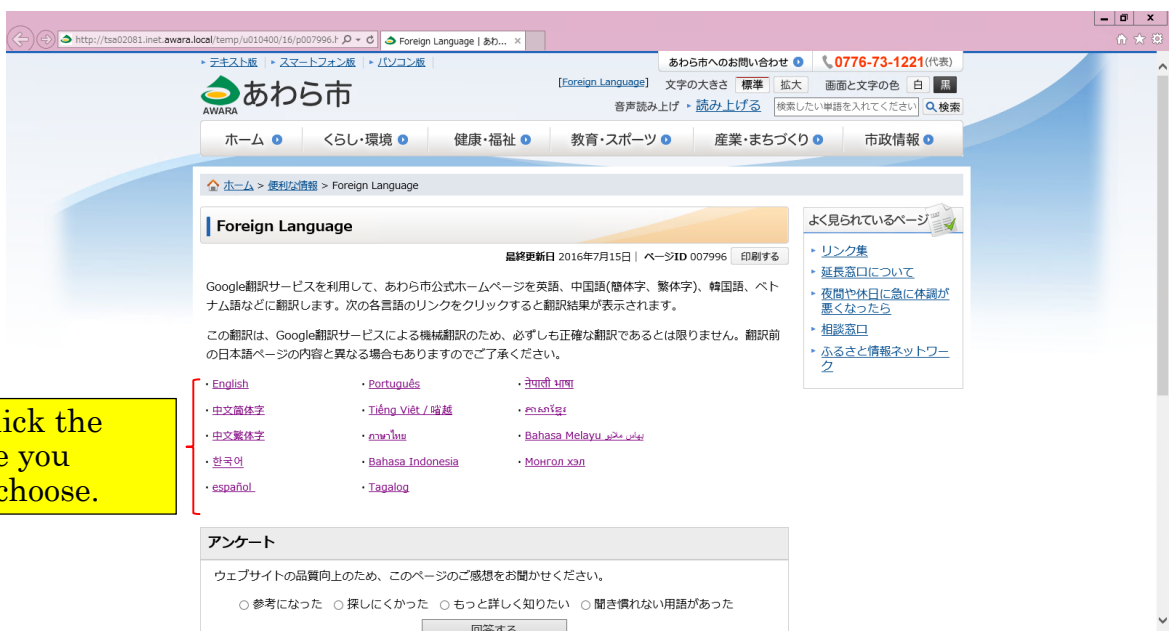 http://tsa02081.inet.awara.local/temp/u010400/16/p007996.h
Foreign Language | あわ...
テキスト版 | スマートフォン版 | パソコン版
あわら市へのお問い合わせ
0776-73-1221(代表)
あわら市
AWARA
[Foreign Language] 文字の大きさ 標準 拡大 画面と文字の色 白 黒
音声読み上げ 読み上げる 検索したい単語を入れてください 検索
ホーム くらし・環境 健康・福祉 教育・スポーツ 産業・まちづくり 市政情報
ホーム > 便利な情報 > Foreign Language
Foreign Language
最終更新日 2016年7月15日| ページID 007996 印刷する
Google翻訳サービスを利用して、あわら市公式ホームページを英語、中国語(簡体字、繁体字)、韓国語、ベト
ナム語などに翻訳します。次の各言語のリンクをクリックすると翻訳結果が表示されます。
この翻訳は、Google翻訳サービスによる機械翻訳のため、必ずしも正確な翻訳であるとは限りません。翻訳前
の日本語ページの内容と異なる場合もありますのでご了承ください。
・English ・Português ・नेपाली भाषा
・中文简体字 ・Tiếng Việt / 㗂越 ・ភាសាខ្មែរ
・中文繁体字 ・ภาษาไทย ・Bahasa Melayu بهاس ملايو
・한국어 ・Bahasa Indonesia ・Монгол хэл
・español ・Tagalog
lick the
e you
choose.
よく見られているページ
リンク集
延長窓口について
夜間や休日に急に体調が
悪くなったら
相談窓口
ふるさと情報ネットワー
ク
アンケート
ウェブサイトの品質向上のため、このページのご感想をお聞かせください。
参考になった 探しにくかった もっと詳しく知りたい 聞き慣れない用語があった
回答する